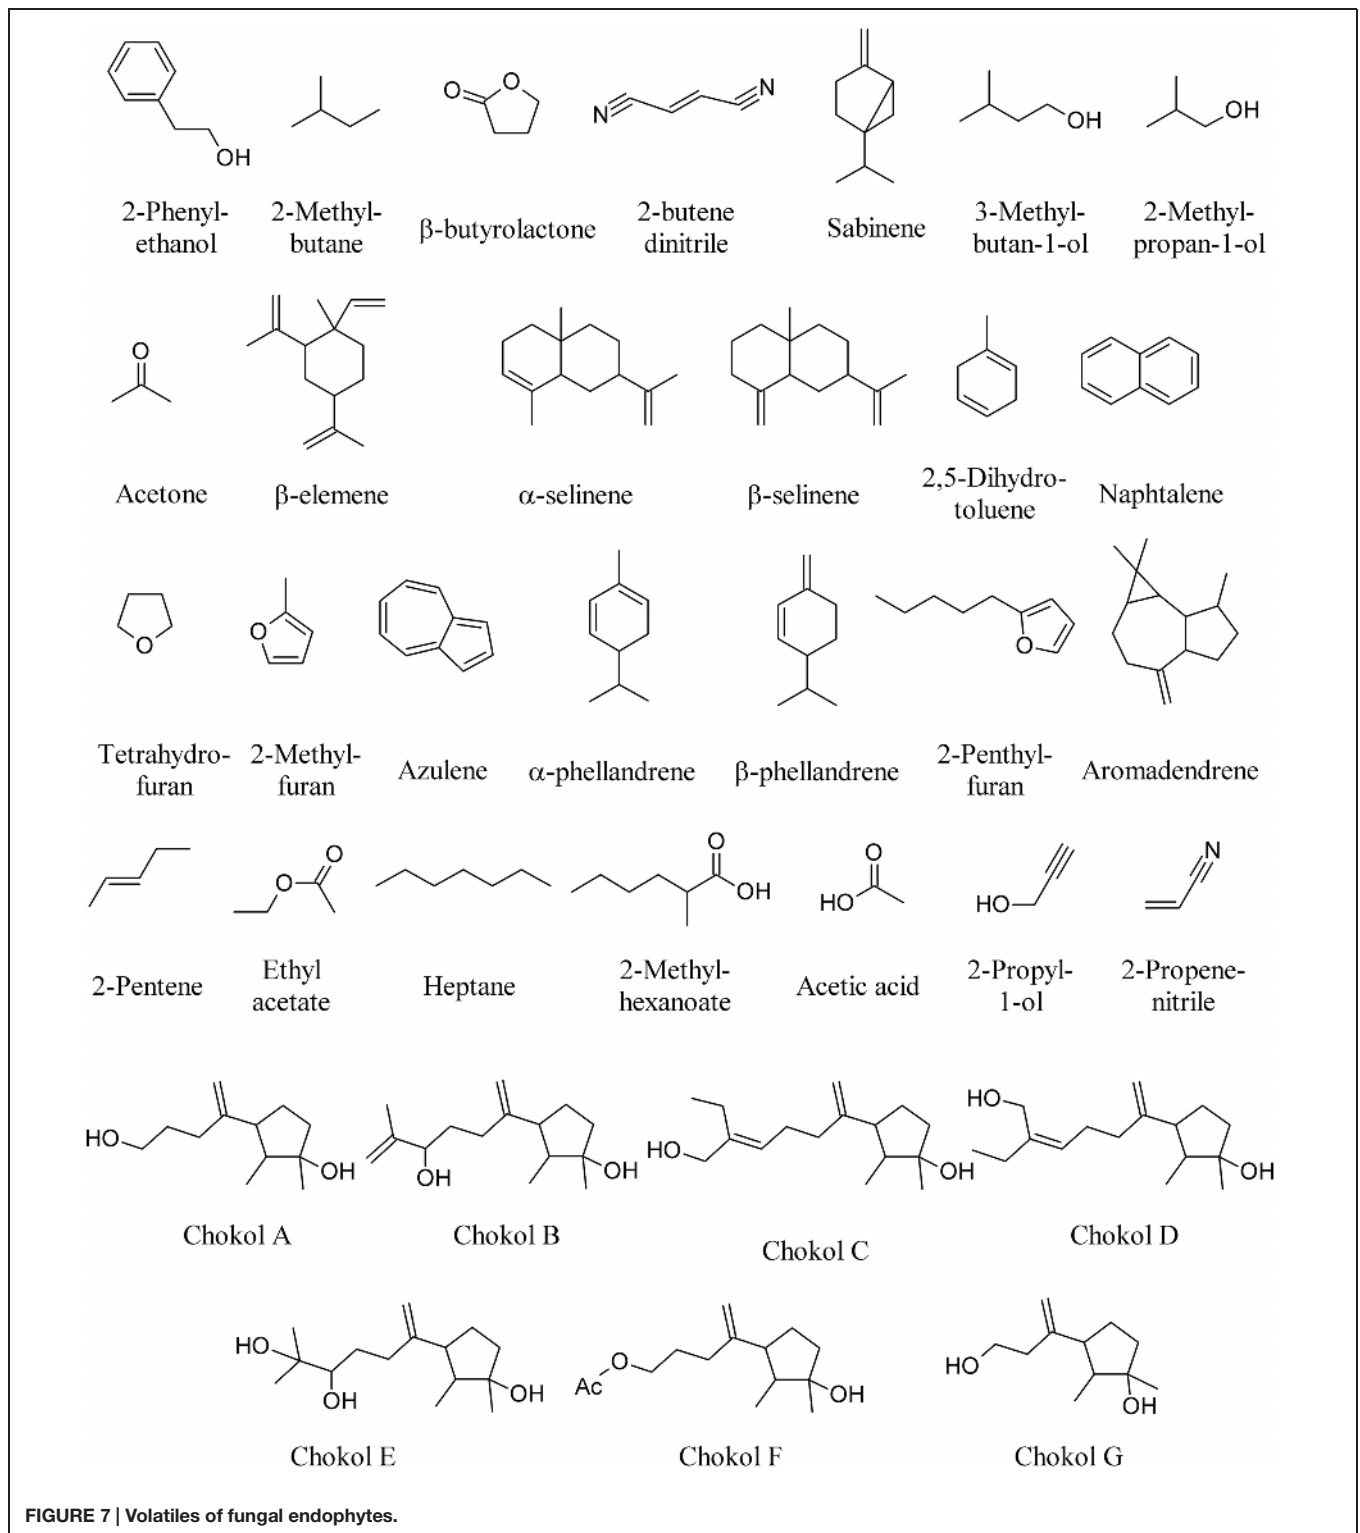 OH
O
O
N
N
OH
OH
2-Phenyl-
ethanol
2-Methyl-
butane
β-butyrolactone
2-butene
dinitrile
Sabinene
3-Methyl-
butan-1-ol
2-Methyl-
propan-1-ol
O
Acetone
β-elemene
α-selinene
β-selinene
2,5-Dihydro-
toluene
Naphtalene
O
O
O
Tetrahydro-
furan
2-Methyl-
furan
Azulene
α-phellandrene
β-phellandrene
2-Penthyl-
furan
Aromadendrene
O
O
O
OH
O
HO
HO
N
2-Pentene
Ethyl
acetate
Heptane
2-Methyl-
hexanoate
Acetic acid
2-Propyl-
1-ol
2-Propene-
nitrile
HO
OH
OH
OH
HO
OH
HO
OH
Chokol A
Chokol B
Chokol C
Chokol D
HO
OH
OH
O
Ac
OH
HO
OH
Chokol E
Chokol F
Chokol G
FIGURE 7 | Volatiles of fungal endophytes.